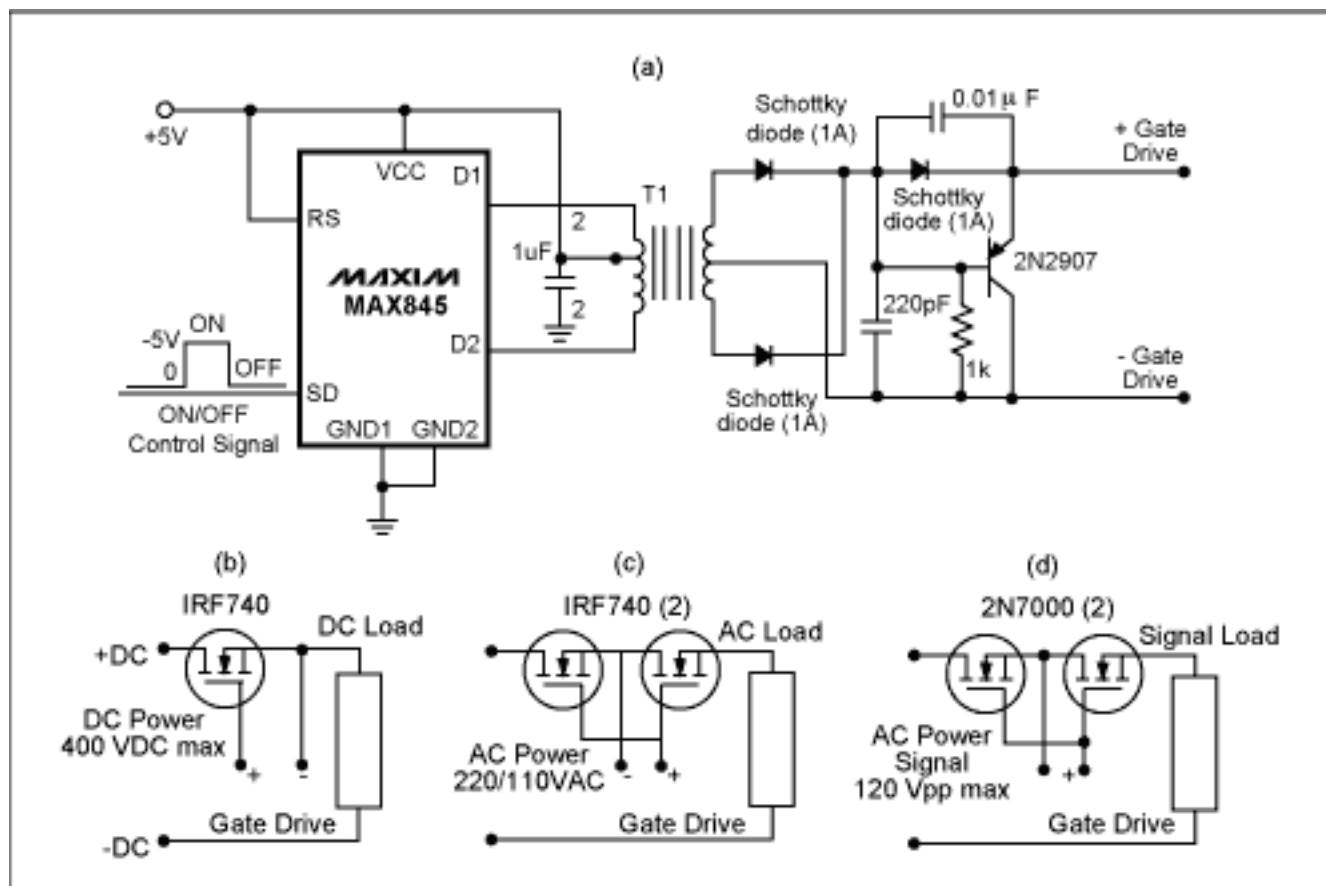 (a)
Schottky
diode (1A)
0.01µ F
+ Gate
Drive
+5V
VCC
D1
T1
RS
2
Schottky
diode (1A)
1uF
2N2907
MAXIM
MAX845
2
220pF
-5V
ON
0
OFF
D2
1k
- Gate
Drive
SD
Schottky
diode (1A)
ON/OFF
Control Signal
GND1
GND2
(b)
IRF740
DC Load
+DC
DC Power
400 VDC max
+
-
Gate Drive
-DC
(c)
IRF740 (2)
AC Load
AC Power
220/110VAC
-
+
Gate Drive
(d)
2N7000 (2)
Signal Load
AC Power
Signal
120 Vpp max
+
Gate Drive